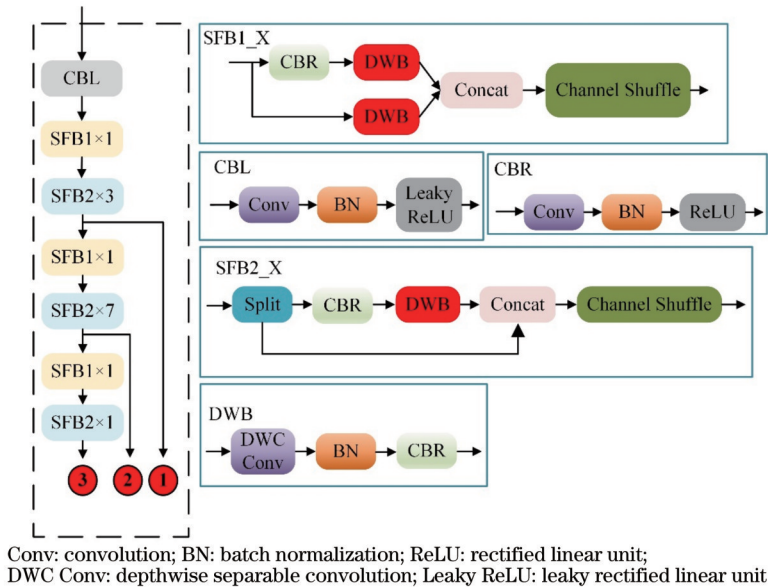 CBL
SFB1×1
SFB2×3
SFB1×1
SFB2×7
SFB1×1
SFB2×1
3 2 1
SFB1_X
CBR DWB
DWB
Concat Channel Shuffle
CBL
Conv BN Leaky
ReLU
CBR
Conv BN ReLU
SFB2_X
Split CBR DWB Concat Channel Shuffle
DWB
DWC
Conv BN CBR
Conv: convolution; BN: batch normalization; ReLU: rectified linear unit;
DWC Conv: depthwise separable convolution; Leaky ReLU: leaky rectified linear unit